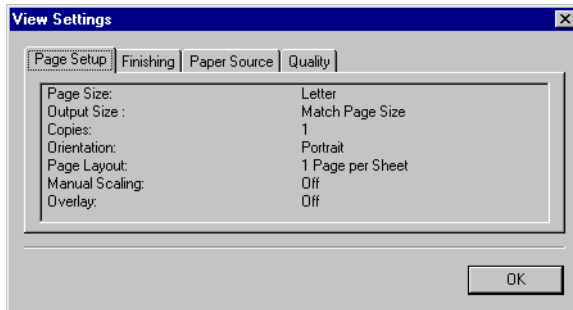 View Settings
Page Setup Finishing Paper Source Quality
Page Size: Letter
Output Size : Match Page Size
Copies: 1
Orientation: Portrait
Page Layout: 1 Page per Sheet
Manual Scaling: Off
Overlay: Off
OK